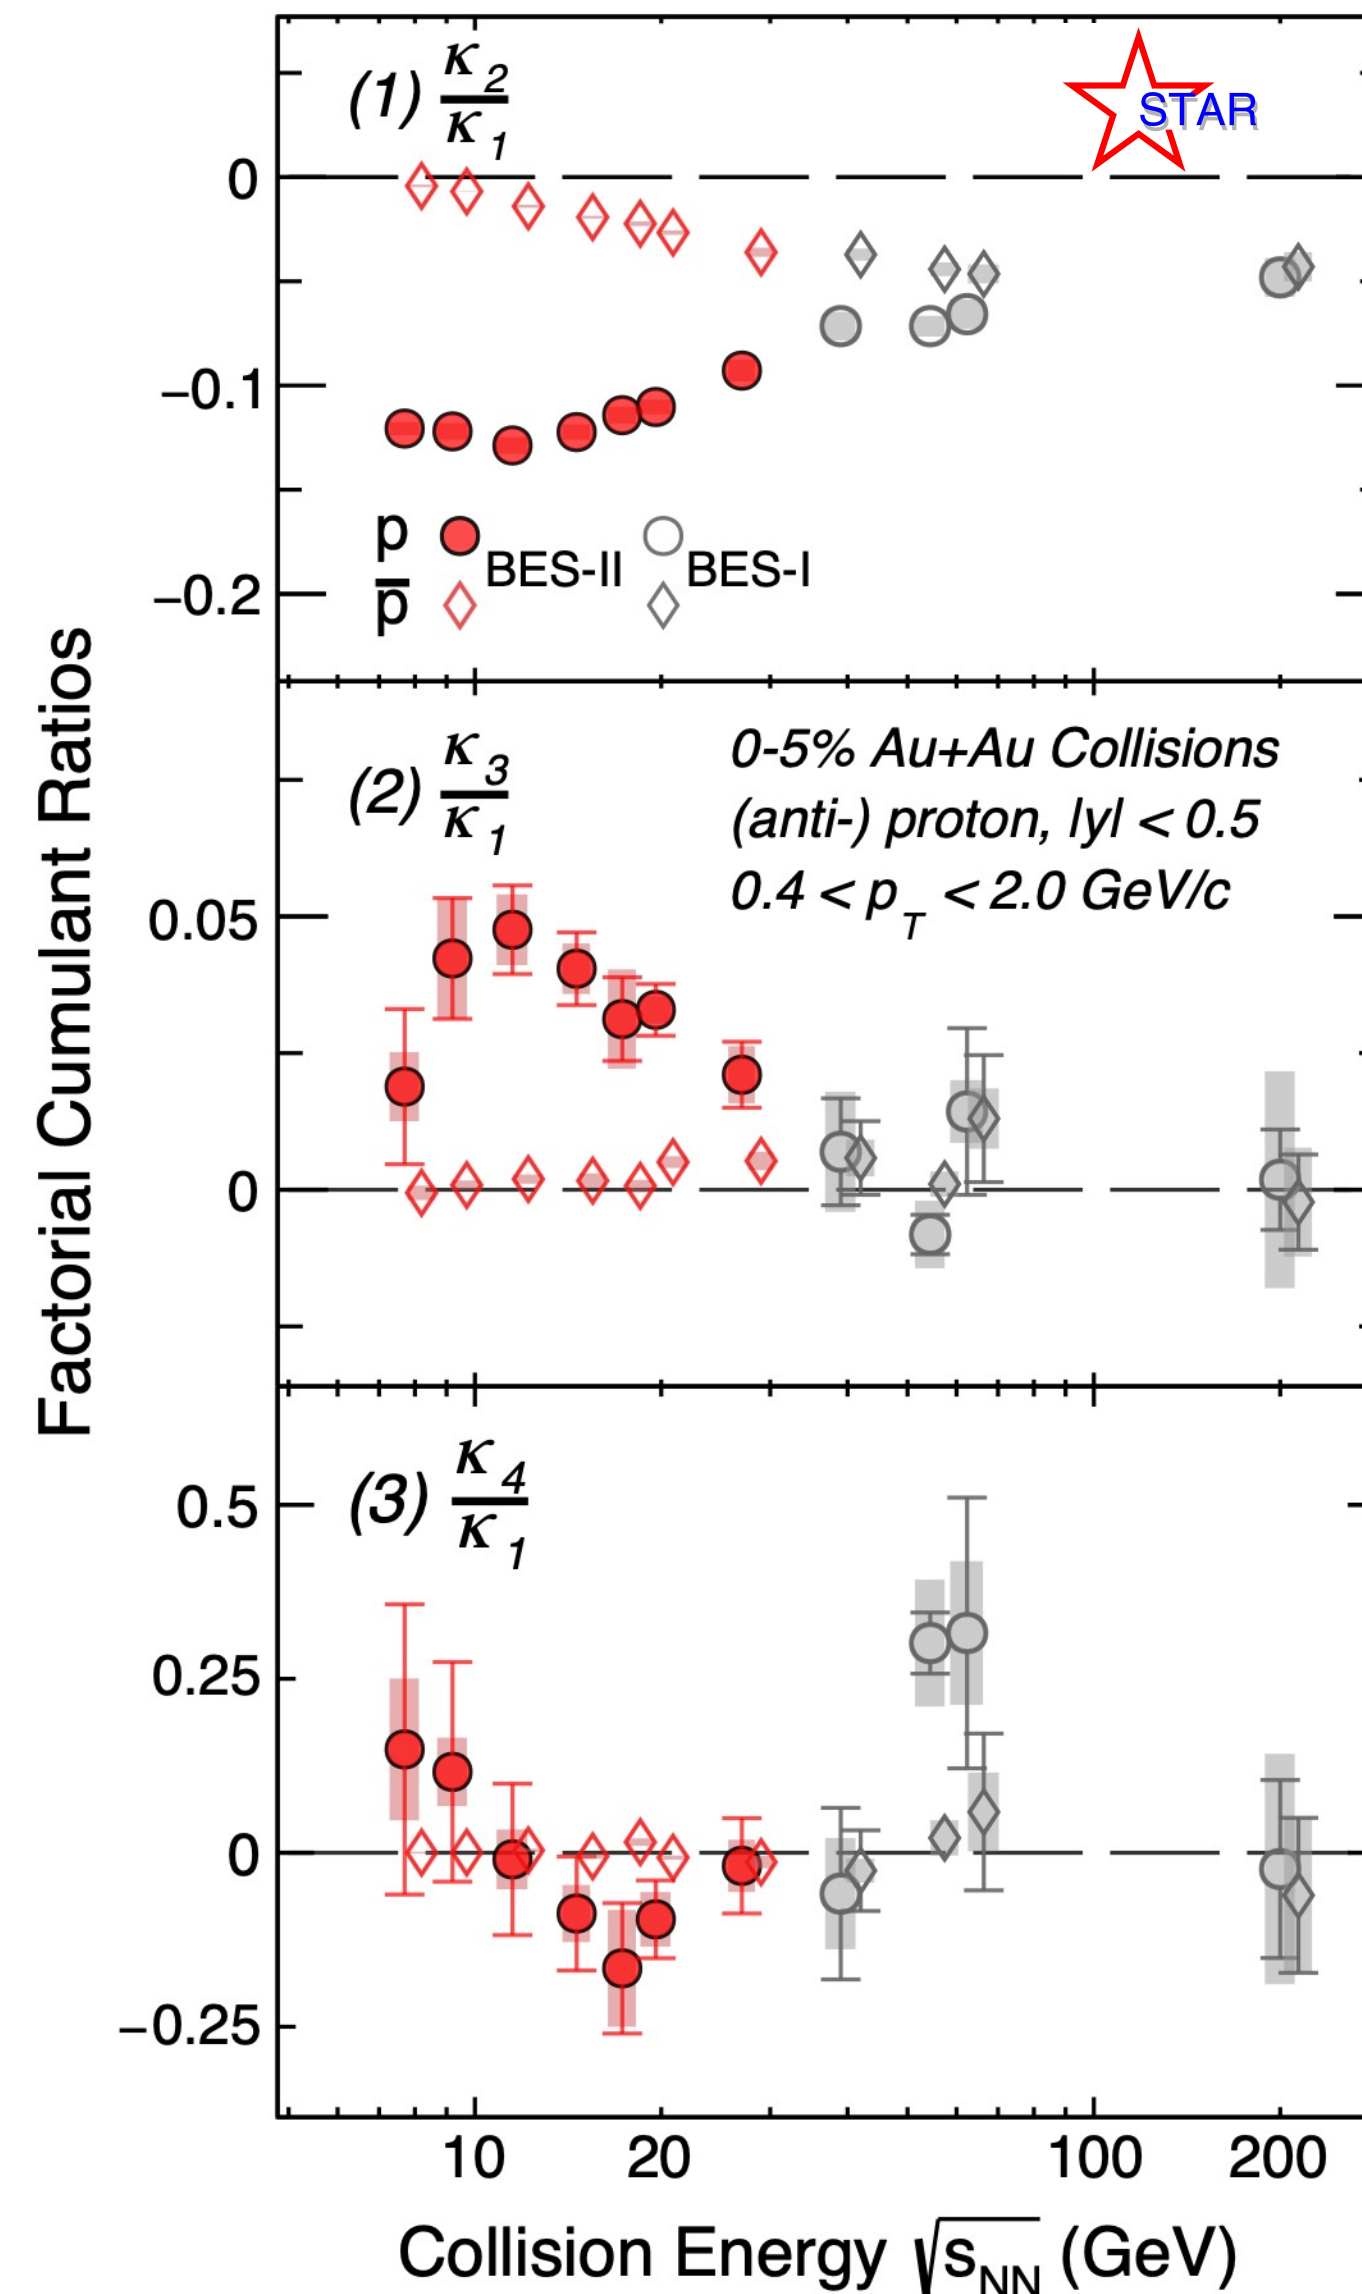 (1) κ2/κ1
STAR
0
−0.1
p BES-II BES-I
p̅
−0.2
Factorial Cumulant Ratios
(2) κ3/κ1
0-5% Au+Au Collisions
(anti-) proton, lyl < 0.5
0.4 < pT < 2.0 GeV/c
0.05
0
(3) κ4/κ1
0.5
0.25
0
−0.25
10 20 100 200
Collision Energy √sNN (GeV)